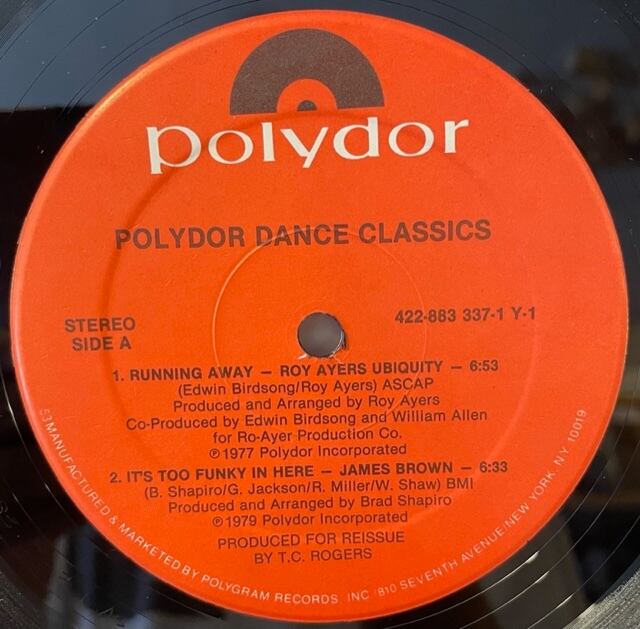 polydor
POLYDOR DANCE CLASSICS
STEREO
SIDE A
422-883 337-1 Y-1
1. RUNNING AWAY — ROY AYERS UBIQUITY — 6:53
(Edwin Birdsong/Roy Ayers) ASCAP
Produced and Arranged by Roy Ayers
Co-Produced by Edwin Birdsong and William Allen
for Ro-Ayer Production Co.
℗1977 Polydor Incorporated
2. IT'S TOO FUNKY IN HERE — JAMES BROWN — 6:33
(B. Shapiro/G. Jackson/R. Miller/W. Shaw) BMI
Produced and Arranged by Brad Shapiro
℗1979 Polydor Incorporated
PRODUCED FOR REISSUE
BY T.C. ROGERS
53 MANUFACTURED & MARKETED BY POLYGRAM RECORDS, INC /810 SEVENTH AVENUE/NEW YORK, NY 10019